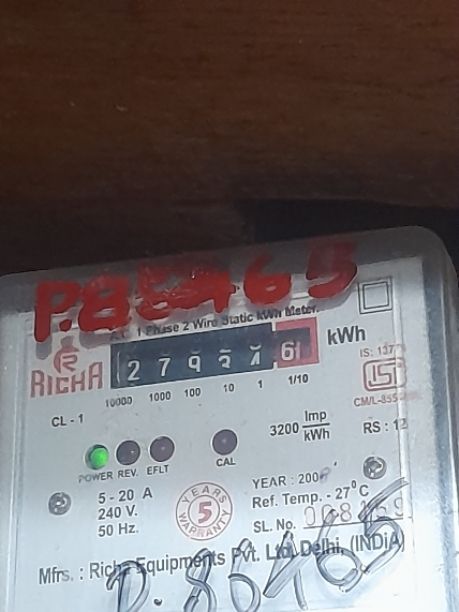 P.86465
A.C. 1 Phase 2 Wire Static kWh Meter
RICHA
kWh
10000 1000 100 10 1 1/10
CL - 1
3200 Imp/kWh
RS : 12
POWER REV. EFLT CAL
5 - 20 A
240 V.
50 Hz.
5 YEARS WARRANTY
Ref. Temp. - 27°C
SL. No.
Mfrs. : Richa Equipments Pvt. Ltd. Delhi, (INDiA)
P.86465